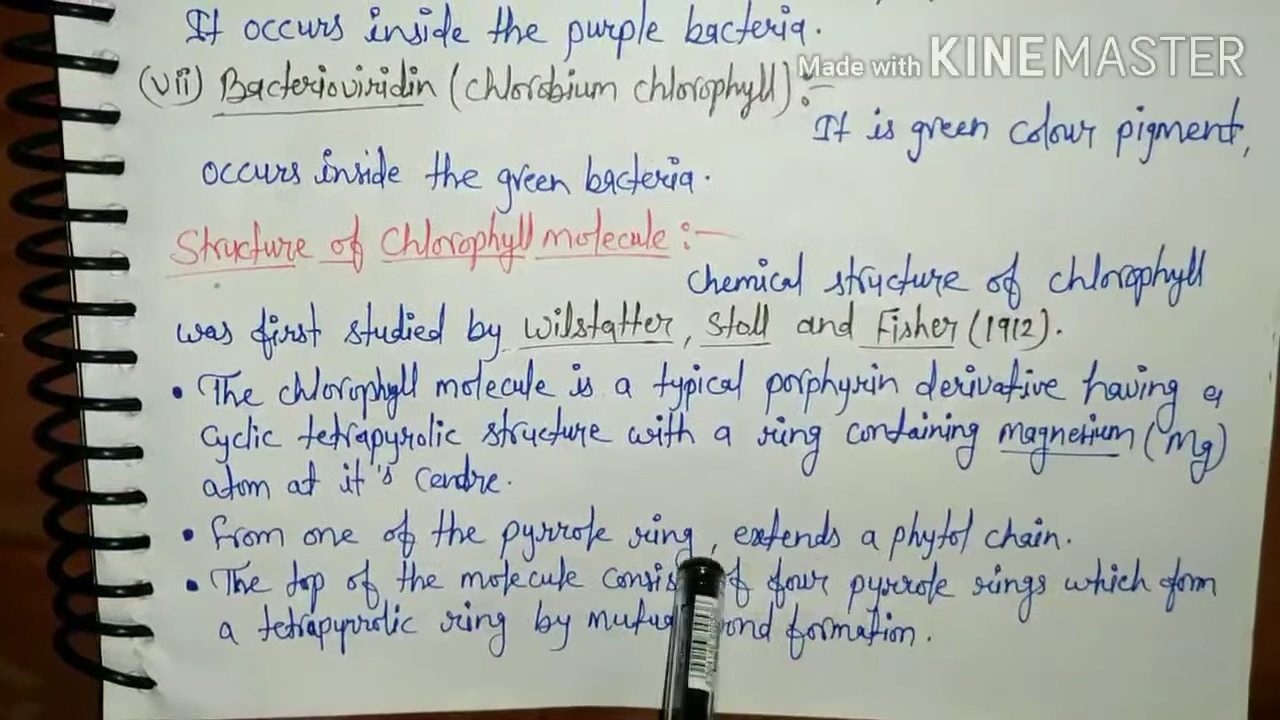 It occurs inside the purple bacteria.
Made with KINEMASTER
(vii) Bacterioviridin (chlorobium chlorophyll):-
It is green colour pigment,
occurs inside the green bacteria.
Structure of Chlorophyll molecule:-
Chemical structure of chlorophyll
was first studied by Wilstatter, Stall and Fisher (1912).
• The chlorophyll molecule is a typical porphyrin derivative having a
cyclic tetrapyrolic structure with a ring containing magnesium (Mg)
atom at it's centre.
• From one of the pyrrole ring, extends a phytol chain.
• The top of the molecule consis of four pyrrole rings which form
a tetrapyrrolic ring by mutua bond formation.